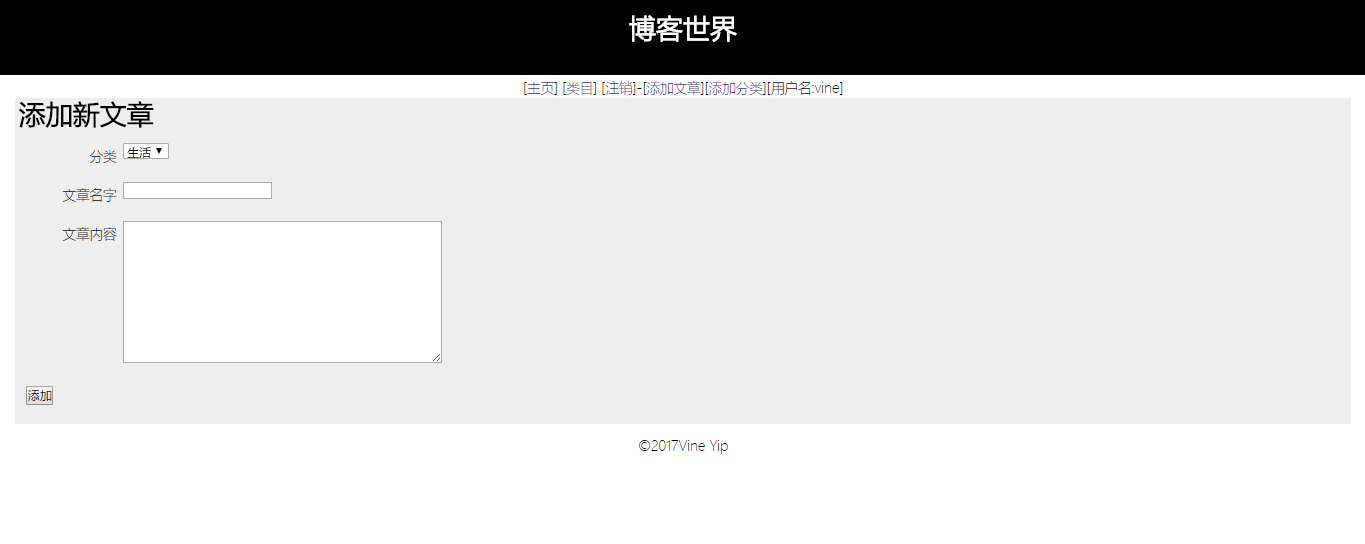 博客世界
[主页] [类目] [注销]-[添加文章][添加分类][用户名:vine]
添加新文章
分类 生活
文章名字
文章内容
添加
©2017Vine Yip